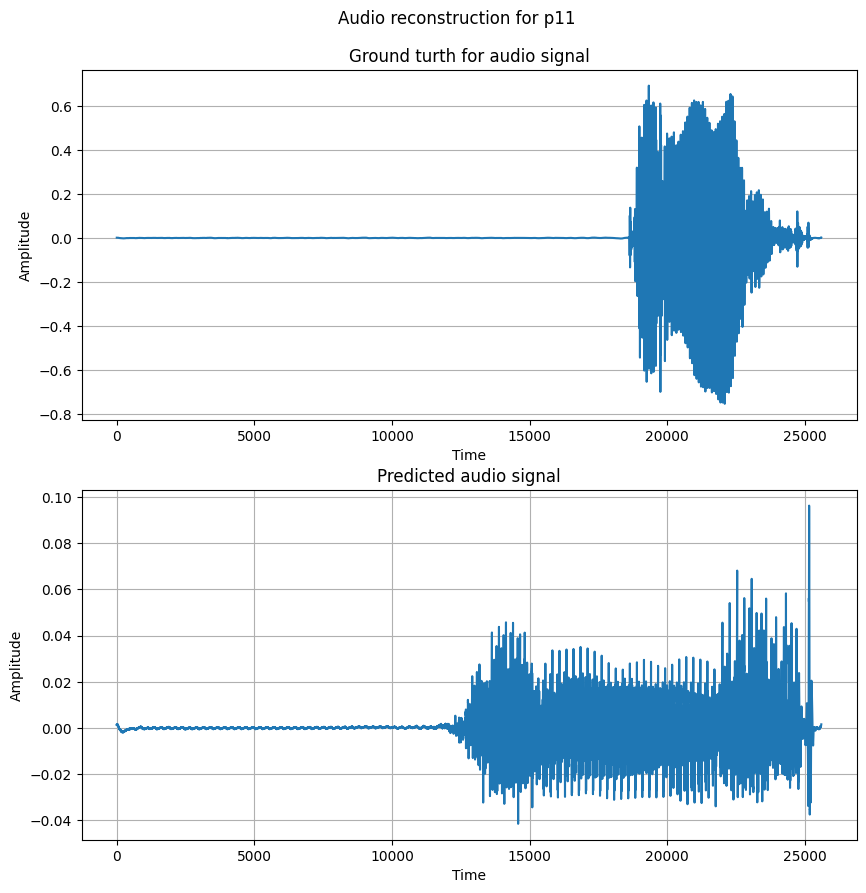 Audio reconstruction for p11
Ground turth for audio signal
Amplitude
0.6
0.4
0.2
0.0
−0.2
−0.4
−0.6
−0.8
0 5000 10000 15000 20000 25000
Time
Predicted audio signal
Amplitude
0.10
0.08
0.06
0.04
0.02
0.00
−0.02
−0.04
0 5000 10000 15000 20000 25000
Time